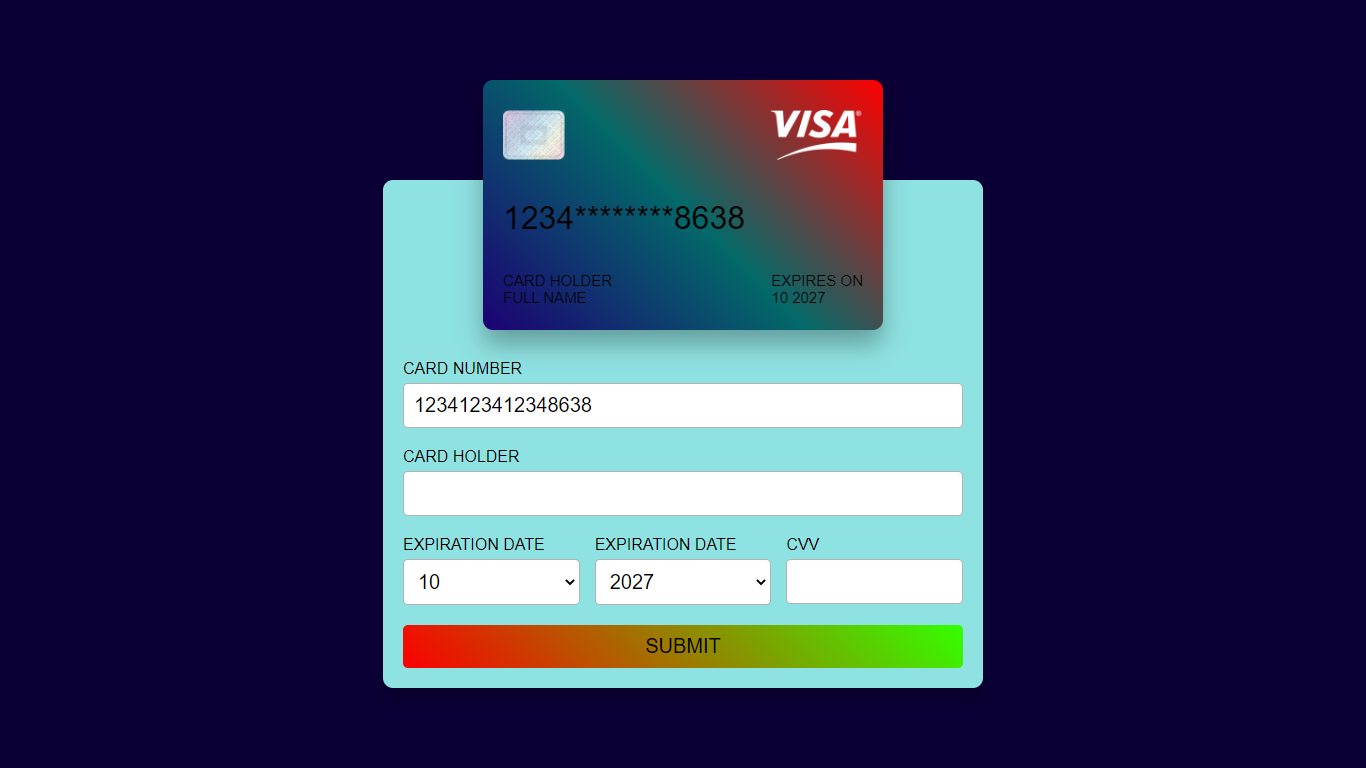 VISA®
1234********8638
CARD HOLDER
FULL NAME
EXPIRES ON
10 2027
CARD NUMBER
1234123412348638
CARD HOLDER
EXPIRATION DATE
10
EXPIRATION DATE
2027
CVV
SUBMIT